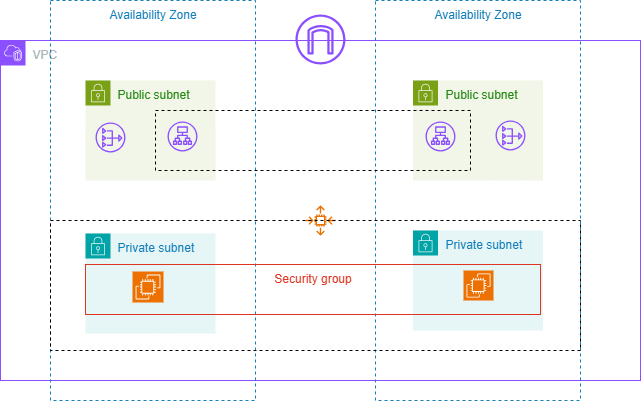 Availability Zone
Availability Zone
VPC
Public subnet
Public subnet
Private subnet
Private subnet
Security group